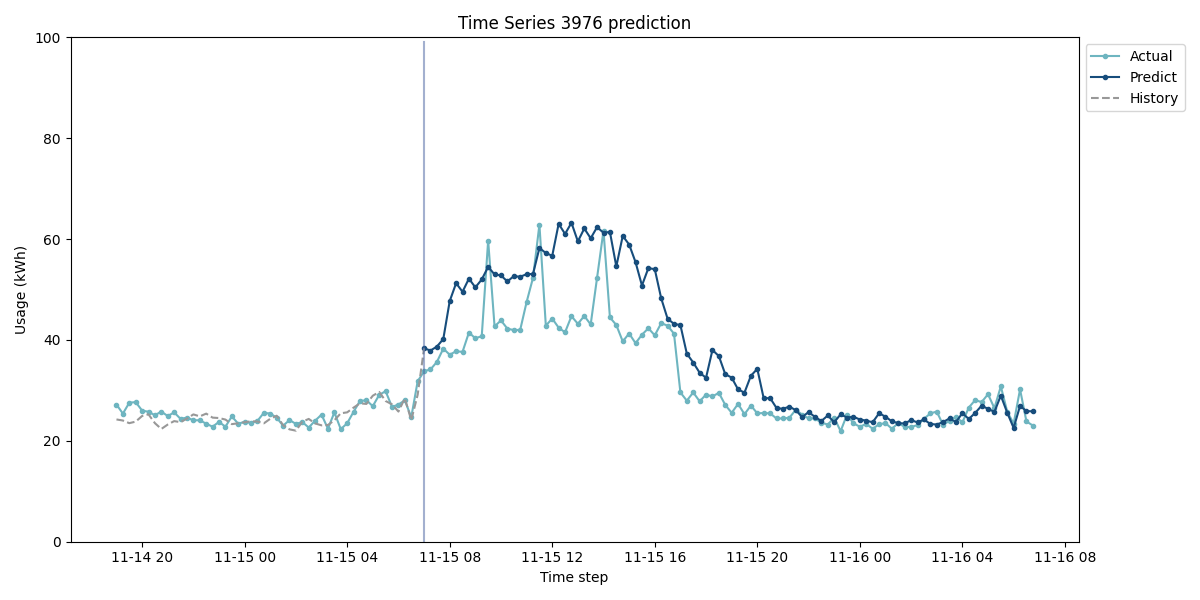 Time Series 3976 prediction
100
80
60
40
20
0
Usage (kWh)
11-14 20
11-15 00
11-15 04
11-15 08
11-15 12
11-15 16
11-15 20
11-16 00
11-16 04
11-16 08
Time step
Actual
Predict
History